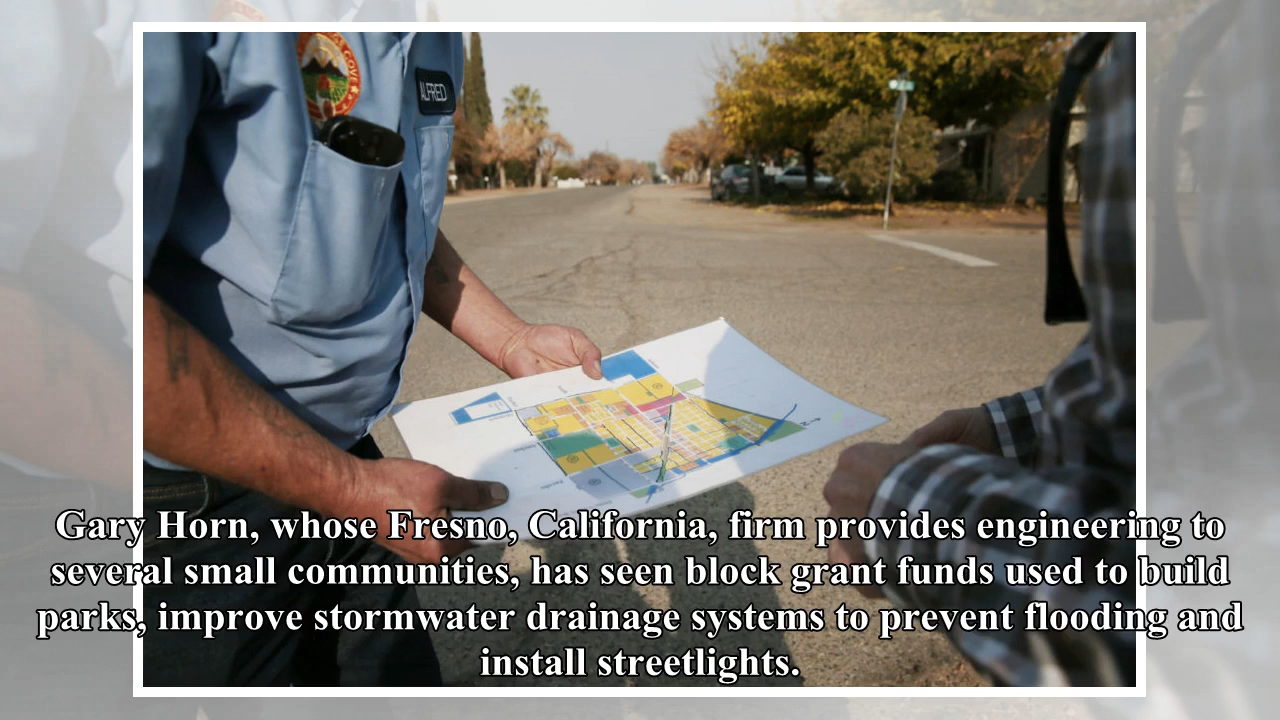 COVE
ALFRED
Gary Horn, whose Fresno, California, firm provides engineering to
several small communities, has seen block grant funds used to build
parks, improve stormwater drainage systems to prevent flooding and
install streetlights.